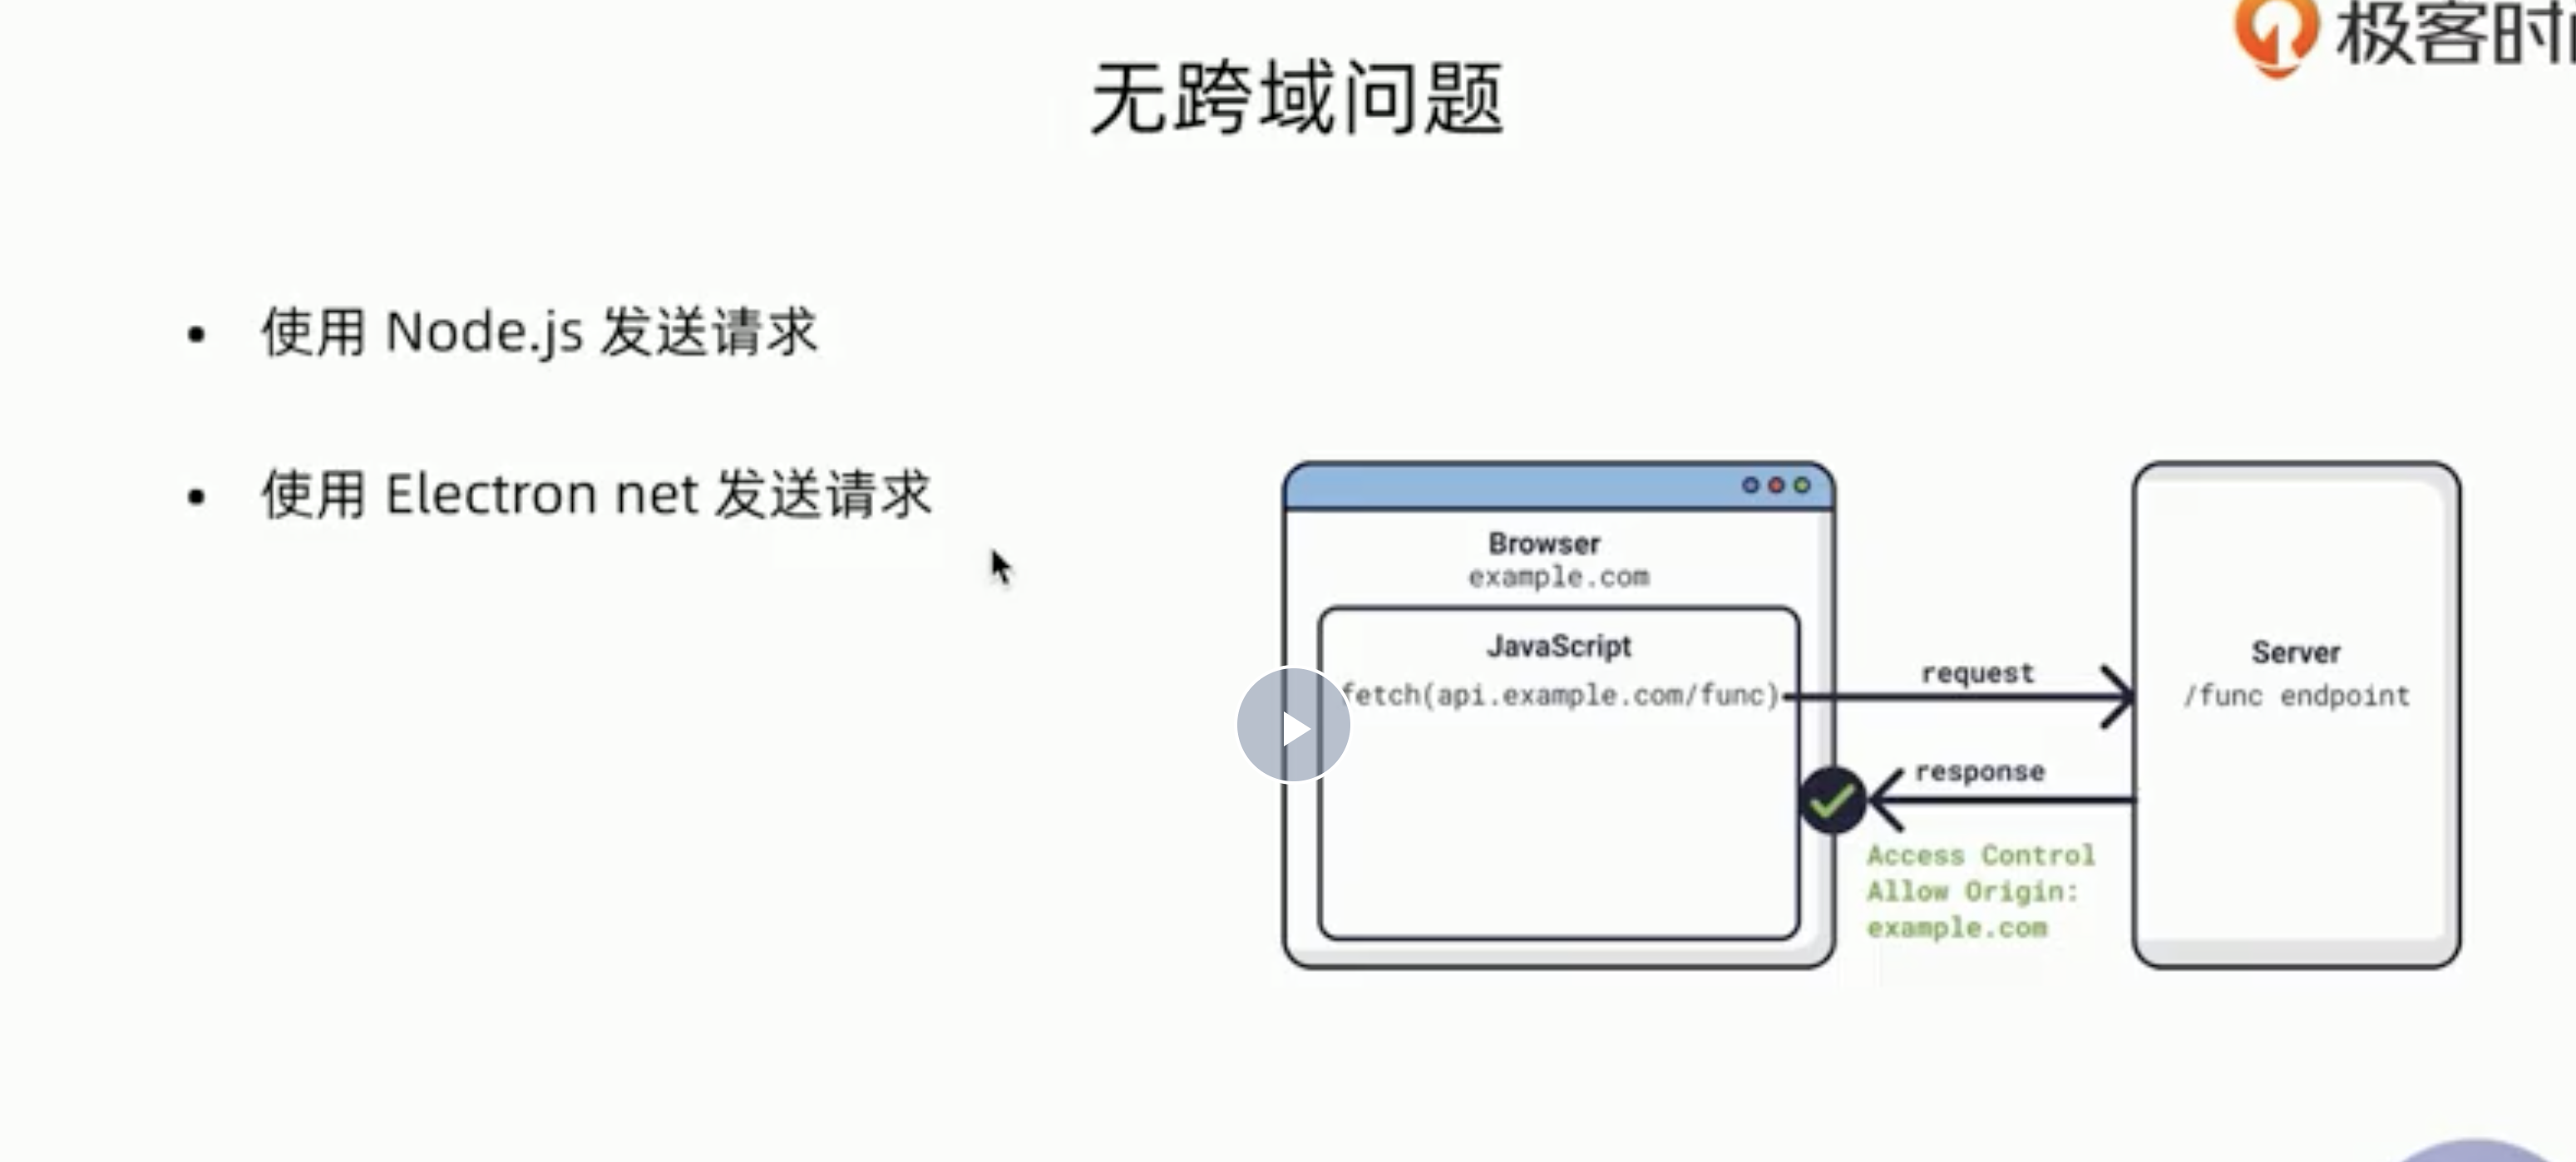 极客时间
无跨域问题
• 使用 Node.js 发送请求
• 使用 Electron net 发送请求
Browser
example.com
JavaScript
fetch(api.example.com/func)
request
Server
/func endpoint
response
Access Control
Allow Origin:
example.com